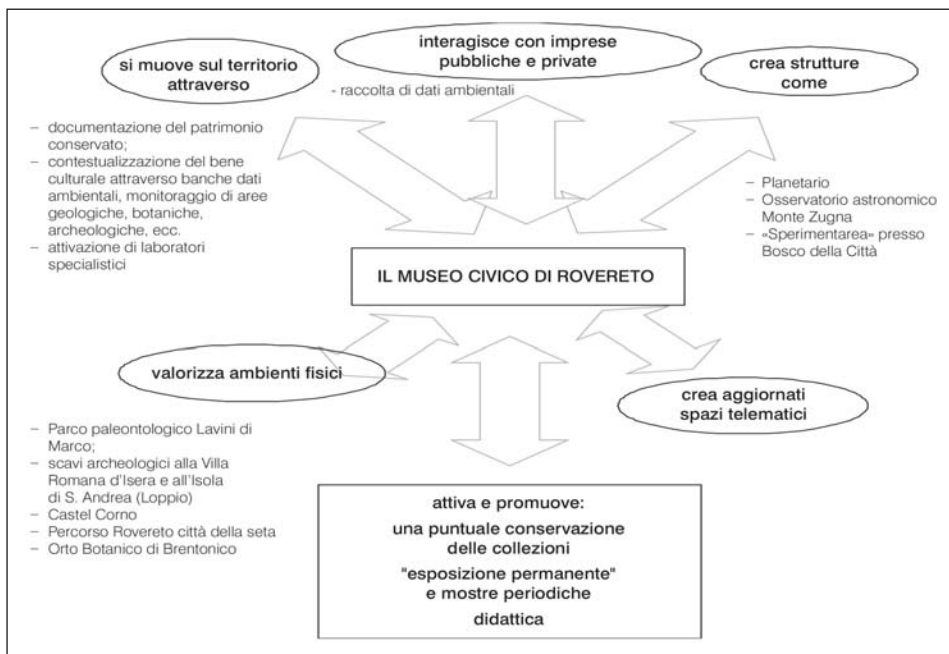 interagisce con imprese
pubbliche e private
- raccolta di dati ambientali
si muove sul territorio
attraverso
– documentazione del patrimonio
conservato;
– contestualizzazione del bene
culturale attraverso banche dati
ambientali, monitoraggio di aree
geologiche, botaniche,
archeologiche, ecc.
– attivazione di laboratori
specialistici
crea strutture
come
– Planetario
– Osservatorio astronomico
Monte Zugna
– «Sperimentarea» presso
Bosco della Città
IL MUSEO CIVICO DI ROVERETO
valorizza ambienti fisici
– Parco paleontologico Lavini di
Marco;
– scavi archeologici alla Villa
Romana d'Isera e all'Isola
di S. Andrea (Loppio)
– Castel Corno
– Percorso Rovereto città della seta
– Orto Botanico di Brentonico
crea aggiornati
spazi telematici
attiva e promuove:
una puntuale conservazione
delle collezioni
"esposizione permanente"
e mostre periodiche
didattica